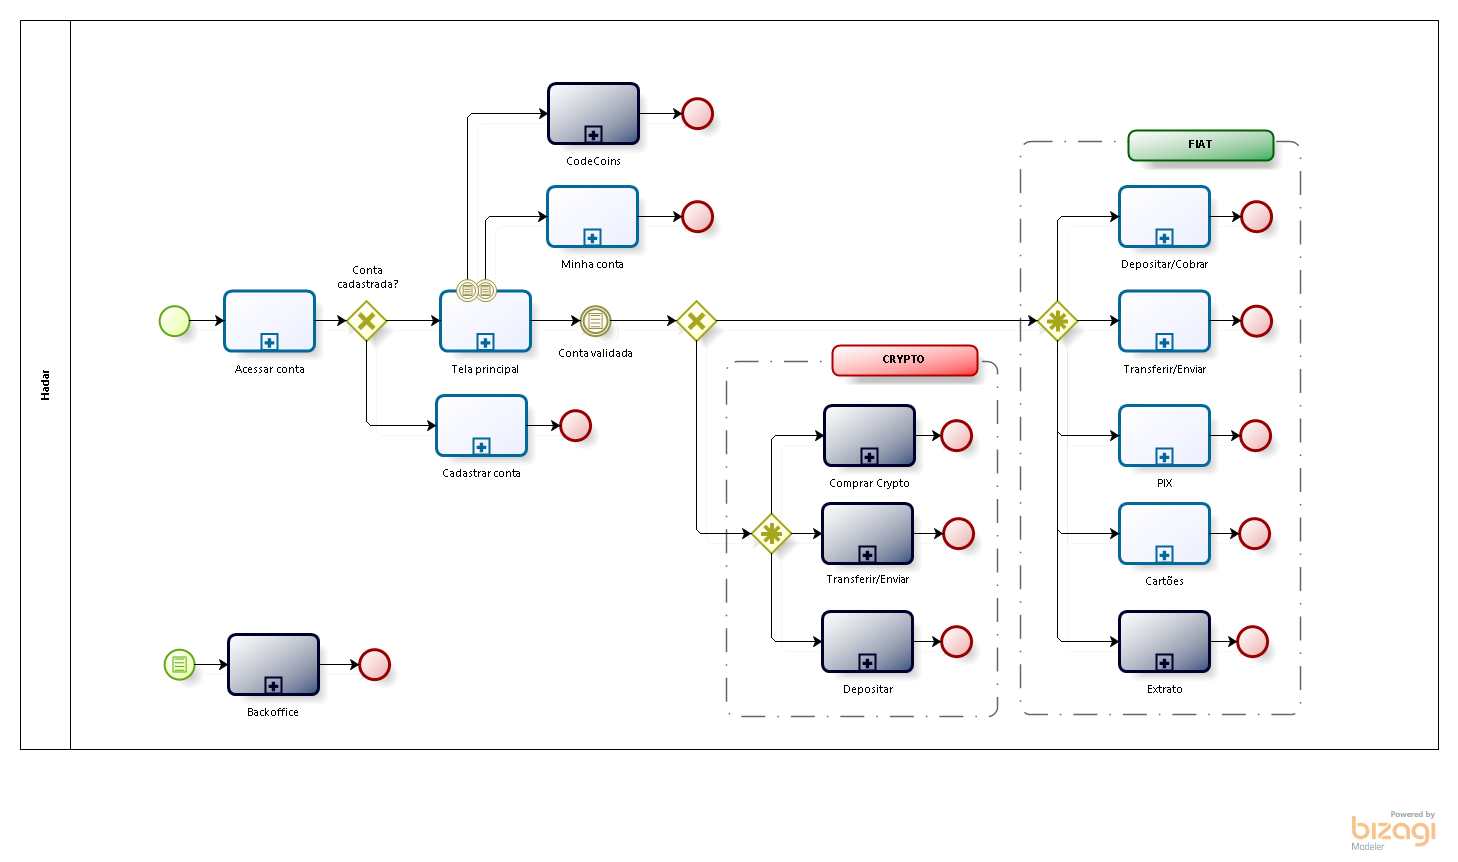 Hadar
CodeCoins
Minha conta
Conta
cadastrada?
Acessar conta
Tela principal
Conta validada
Cadastrar conta
Backoffice
CRYPTO
Comprar Crypto
Transferir/Enviar
Depositar
FIAT
Depositar/Cobrar
Transferir/Enviar
PIX
Cartões
Extrato
Powered by
bizagi
Modeler